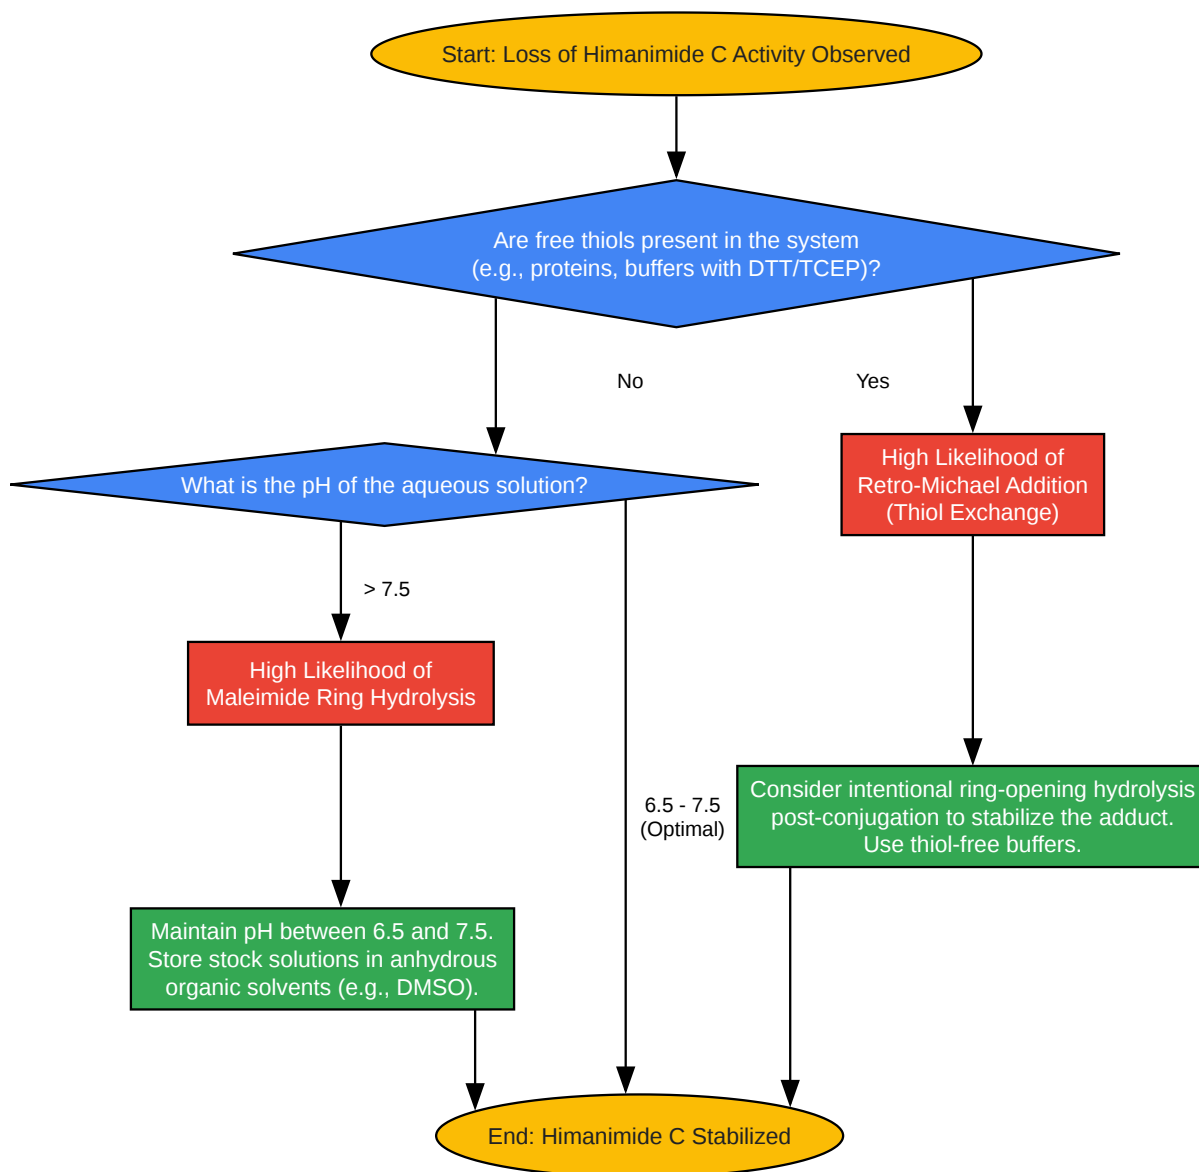 Start: Loss of Himanimide C Activity Observed
Are free thiols present in the system
(e.g., proteins, buffers with DTT/TCEP)?
No
Yes
What is the pH of the aqueous solution?
High Likelihood of
Retro-Michael Addition
(Thiol Exchange)
> 7.5
High Likelihood of
Maleimide Ring Hydrolysis
6.5 - 7.5
(Optimal)
Consider intentional ring-opening hydrolysis
post-conjugation to stabilize the adduct.
Use thiol-free buffers.
Maintain pH between 6.5 and 7.5.
Store stock solutions in anhydrous
organic solvents (e.g., DMSO).
End: Himanimide C Stabilized